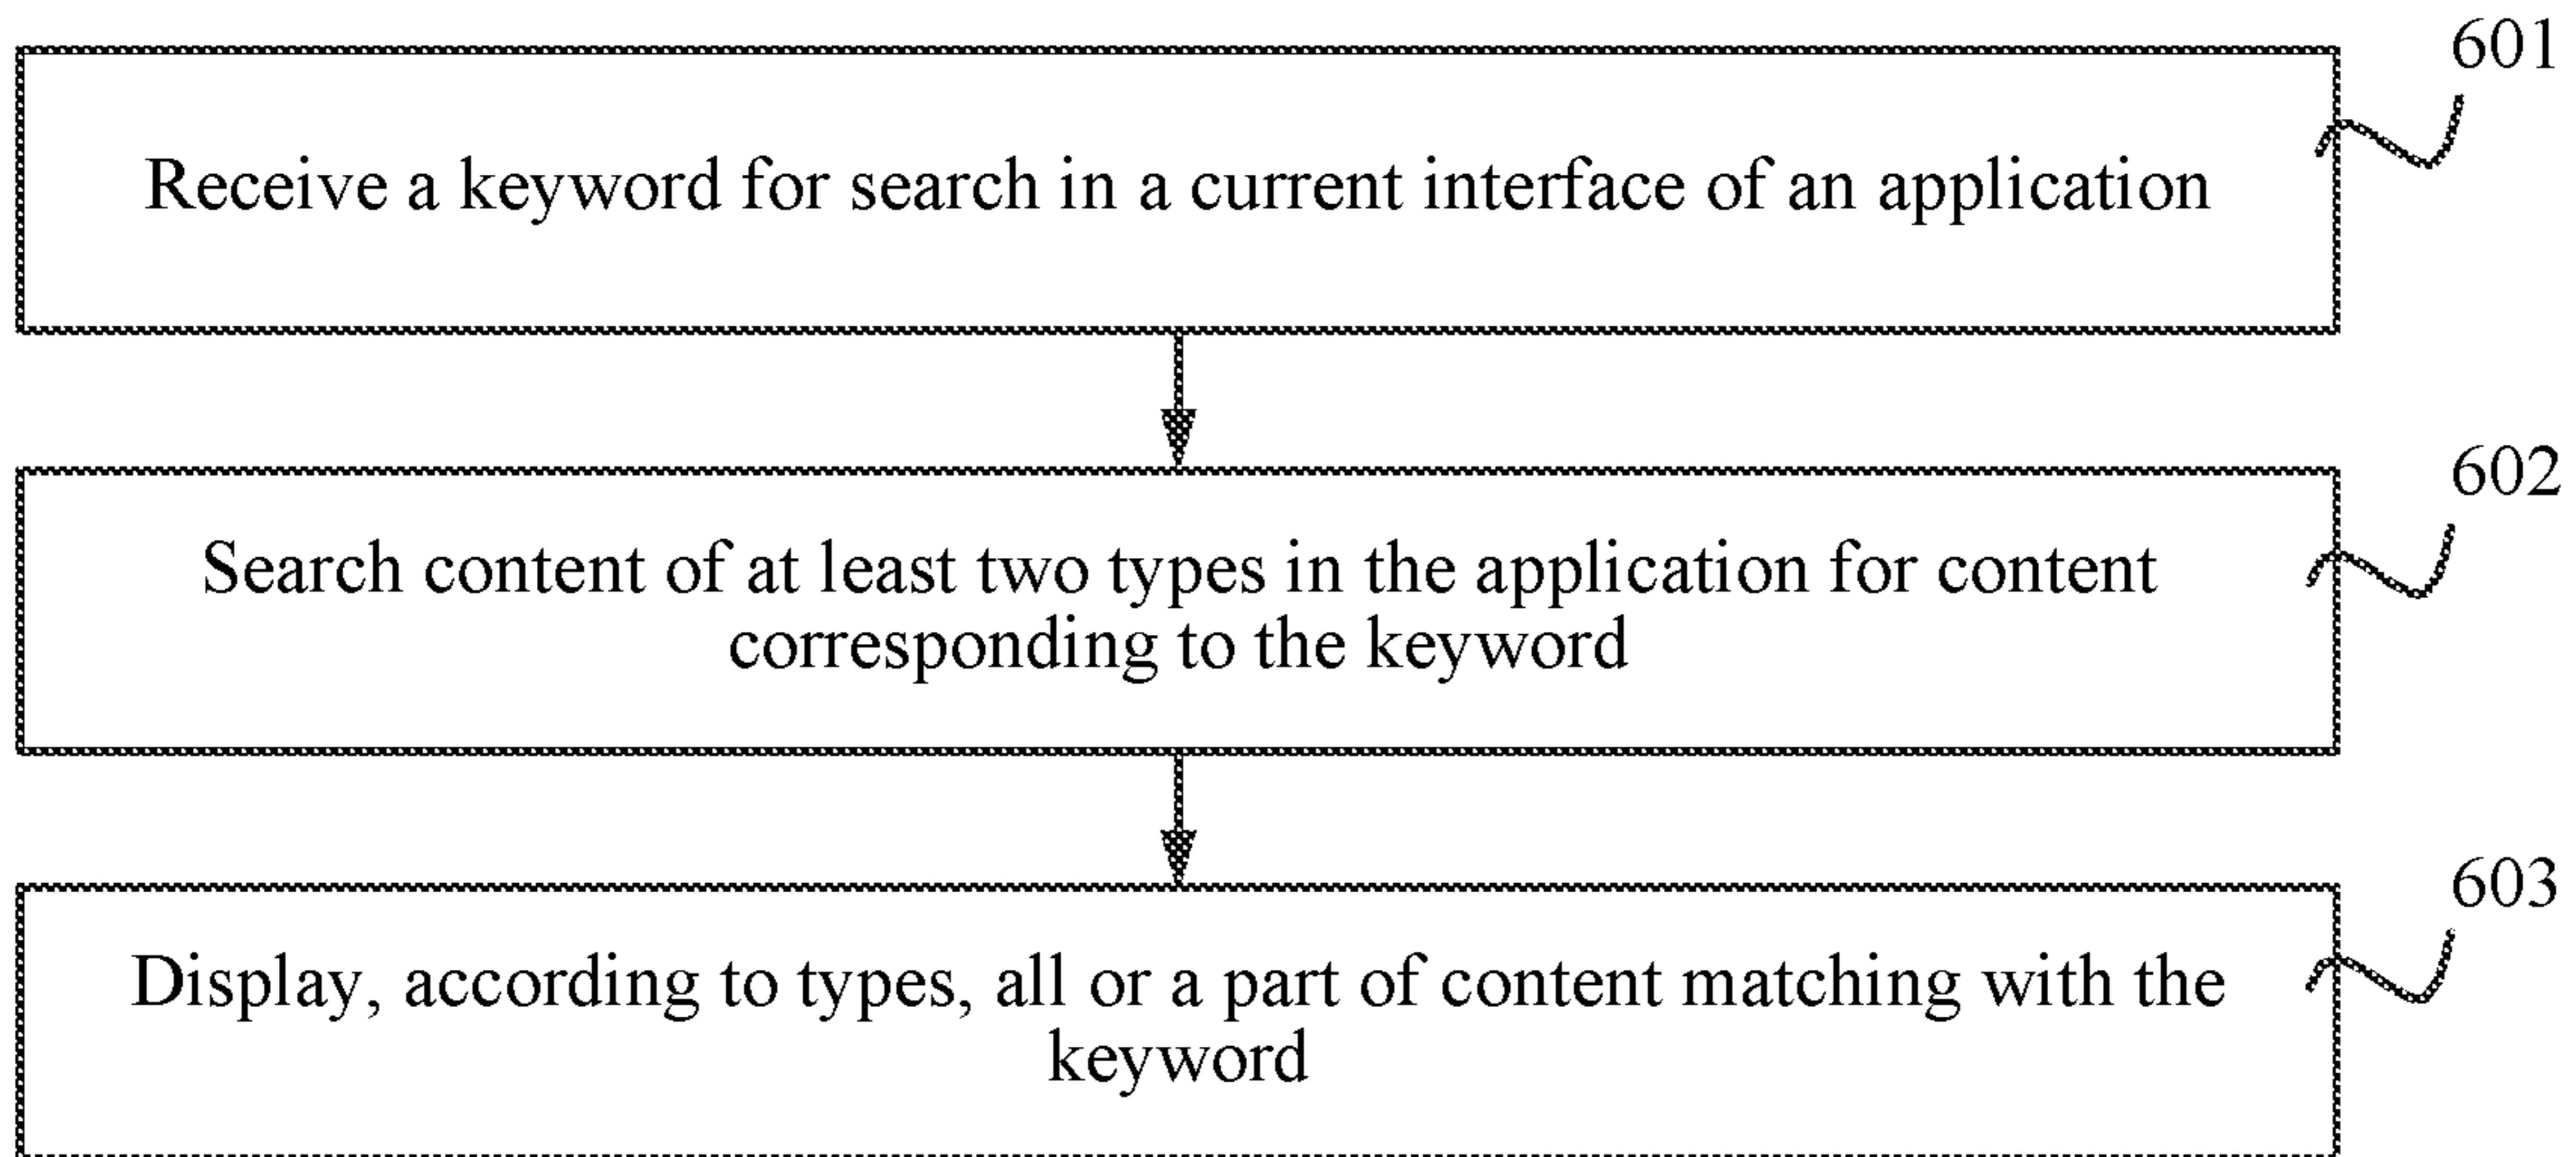 601
Receive a keyword for search in a current interface of an application
602
Search content of at least two types in the application for content
corresponding to the keyword
603
Display, according to types, all or a part of content matching with the
keyword